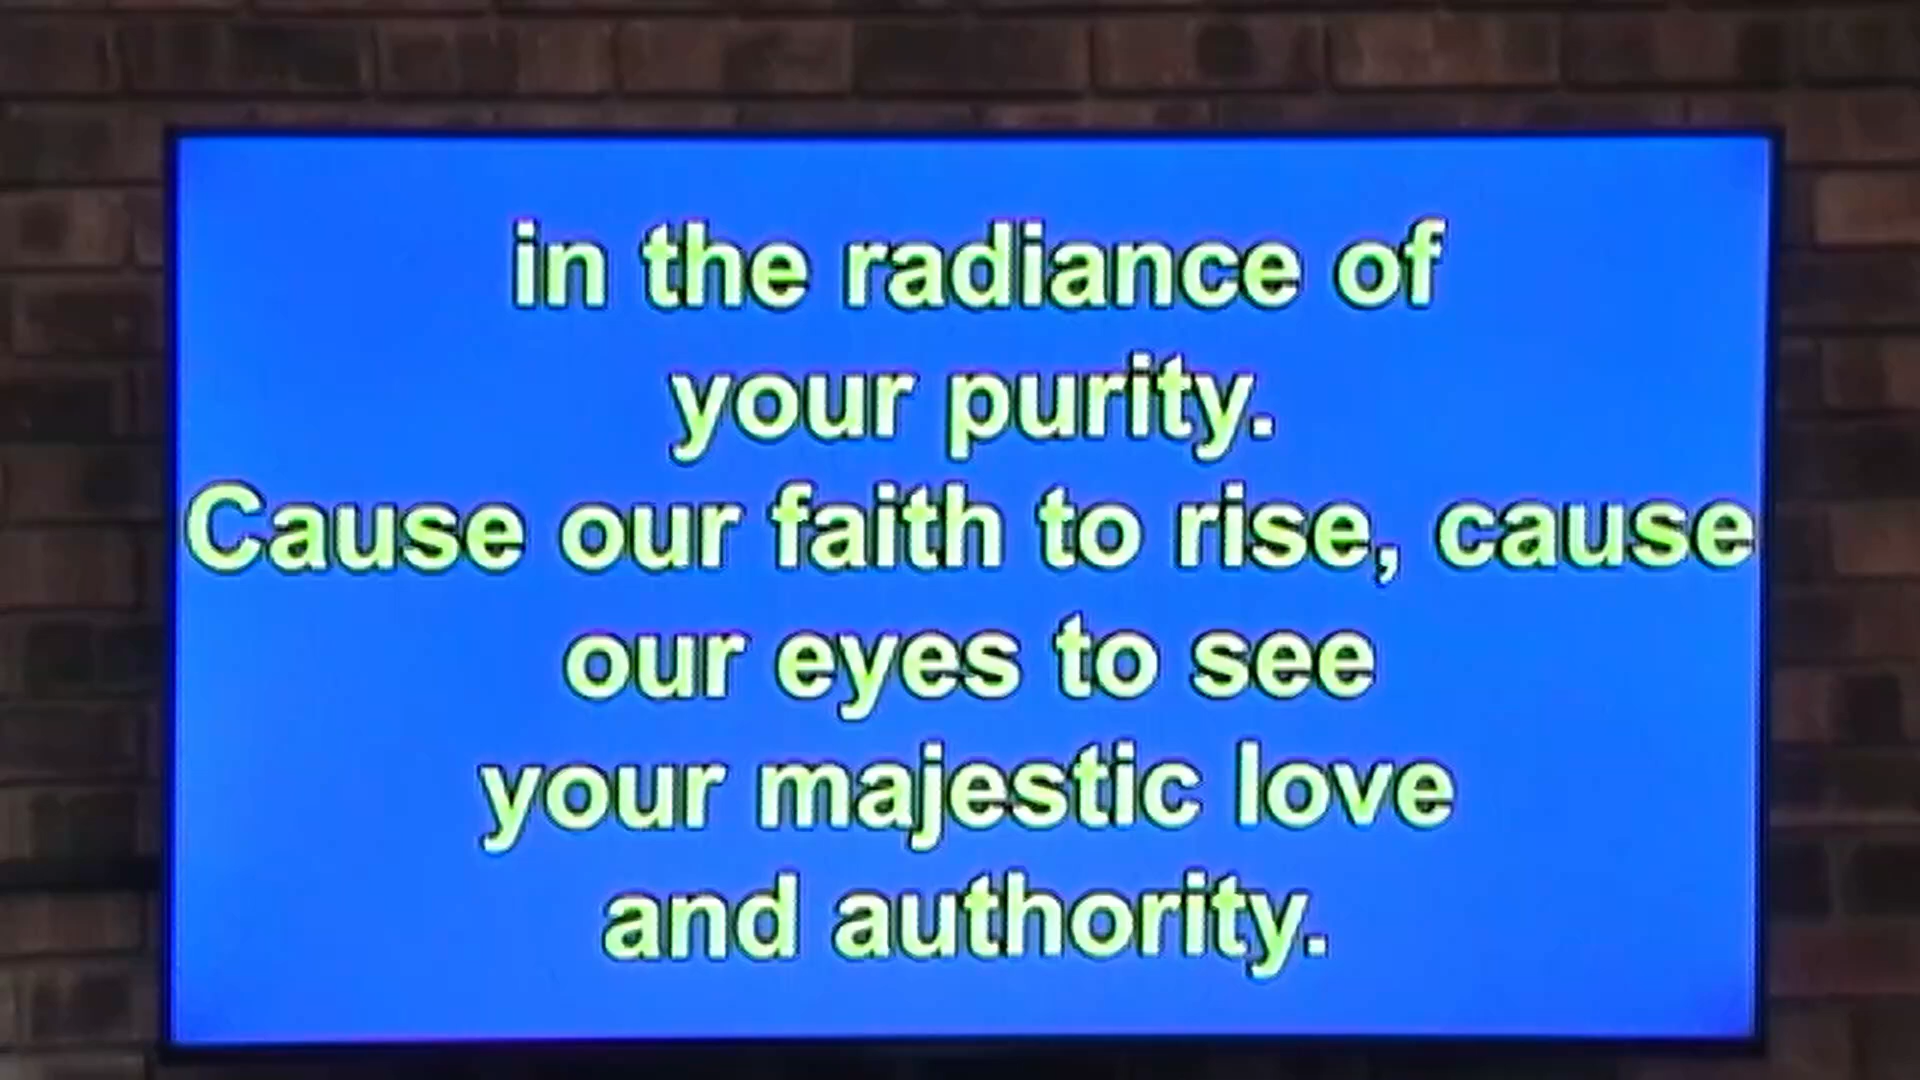 in the radiance of
your purity.
Cause our faith to rise, cause
our eyes to see
your majestic love
and authority.